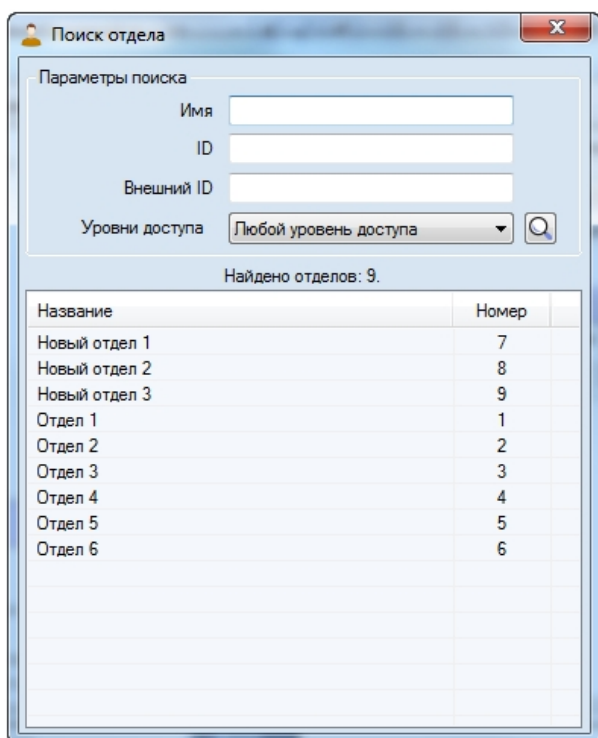 Поиск отдела
Параметры поиска
Имя
ID
Внешний ID
Уровни доступа Любой уровень доступа
Найдено отделов: 9.
Название Номер
Новый отдел 1 7
Новый отдел 2 8
Новый отдел 3 9
Отдел 1 1
Отдел 2 2
Отдел 3 3
Отдел 4 4
Отдел 5 5
Отдел 6 6